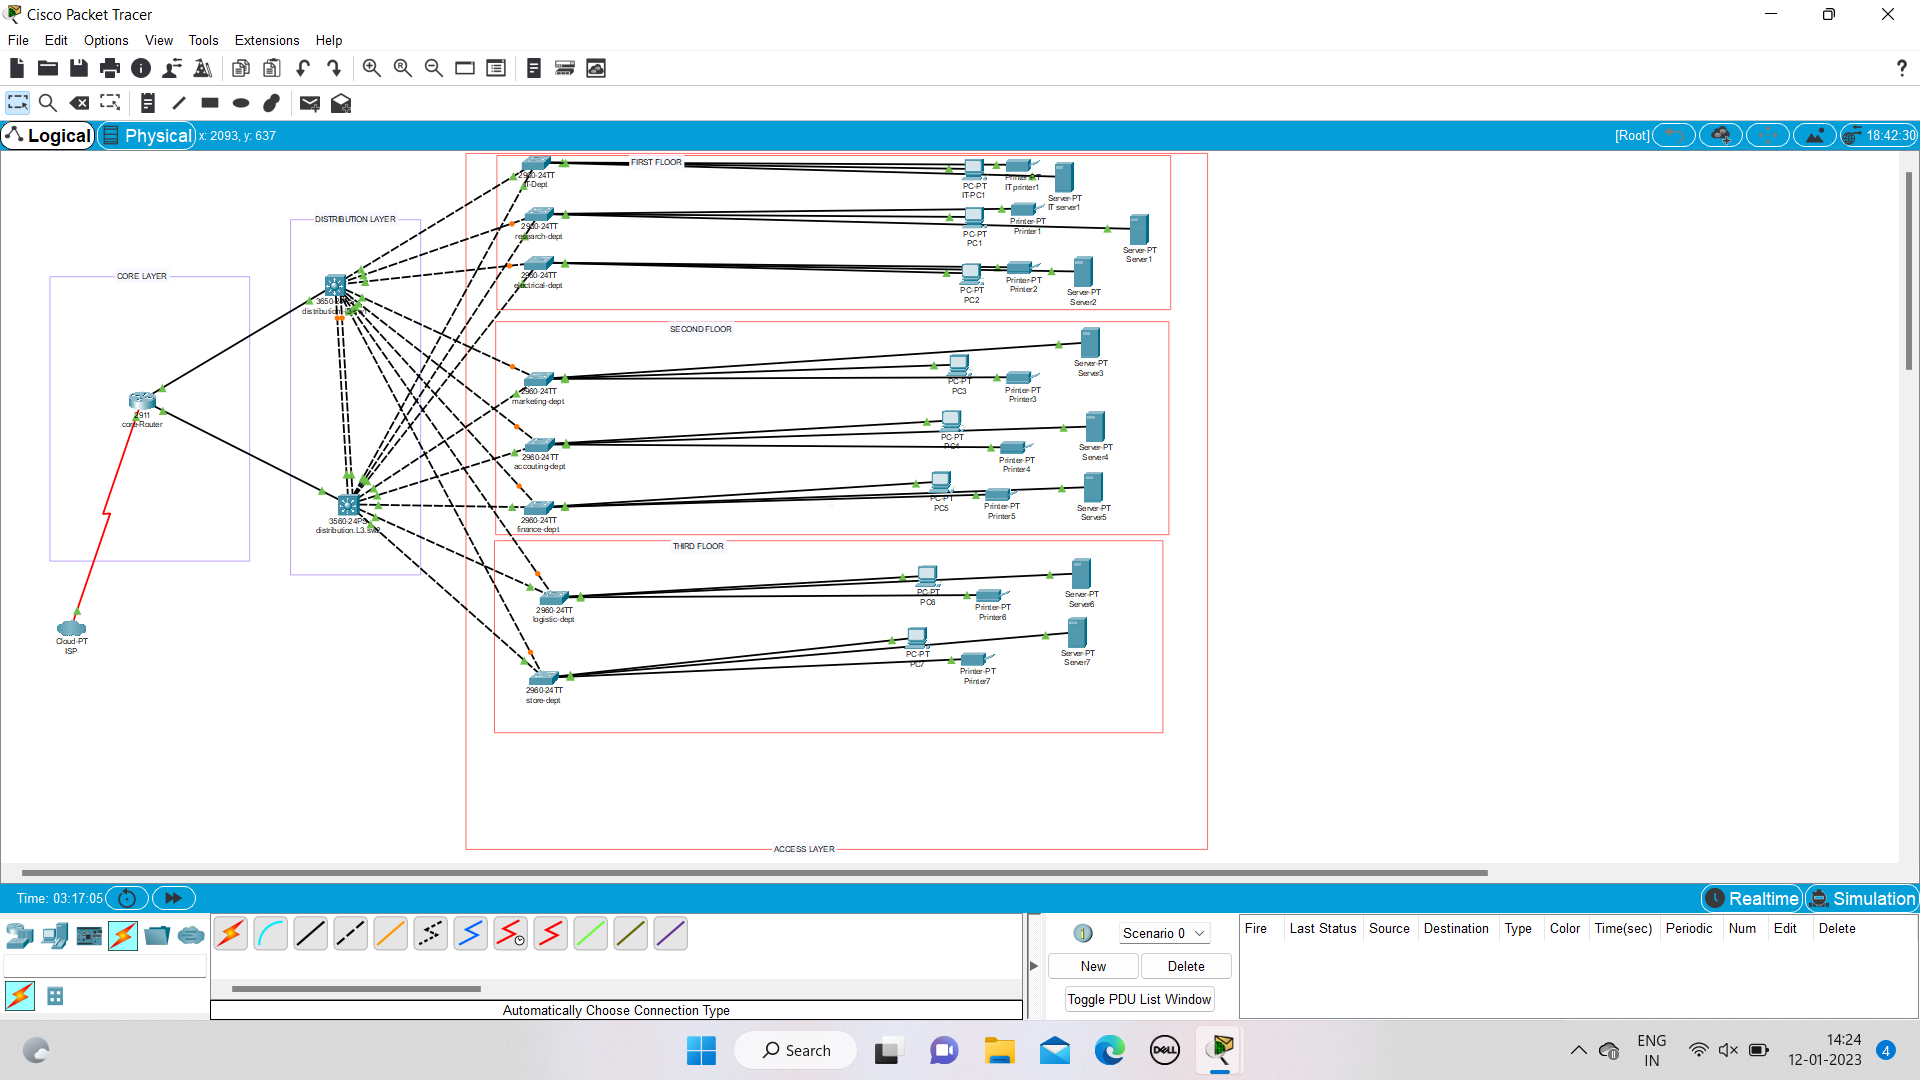 Cisco Packet Tracer
File Edit Options View Tools Extensions Help
Logical Physical x: 2093, y: 637 [Root] 18:42:30
FIRST FLOOR
2960-24TT
IT-Dept
PC-PT
IT-PC1
Printer-PT
IT printer1
Server-PT
IT server1
2960-24TT
research-dept
PC-PT
PC1
Printer-PT
Printer1
Server-PT
Server1
2960-24TT
electrical-dept
PC-PT
PC2
Printer-PT
Printer2
Server-PT
Server2
DISTRIBUTION LAYER
CORE LAYER
2911
core-Router
Cloud-PT
ISP
3560-24PS
distribution.L3.sw2
SECOND FLOOR
2960-24TT
marketing-dept
PC-PT
PC3
Printer-PT
Printer3
Server-PT
Server3
2960-24TT
accouting-dept
PC-PT
PC4
Printer-PT
Printer4
Server-PT
Server4
2960-24TT
finance-dept
PC-PT
PC5
Printer-PT
Printer5
Server-PT
Server5
THIRD FLOOR
2960-24TT
logistic-dept
PC-PT
PC6
Printer-PT
Printer6
Server-PT
Server6
2960-24TT
store-dept
PC-PT
PC7
Printer-PT
Printer7
Server-PT
Server7
ACCESS LAYER
Time: 03:17:05 Realtime Simulation
Scenario 0
New Delete
Toggle PDU List Window
Fire Last Status Source Destination Type Color Time(sec) Periodic Num Edit Delete
Automatically Choose Connection Type
Search
DELL
ENG
IN
14:24
12-01-2023
4